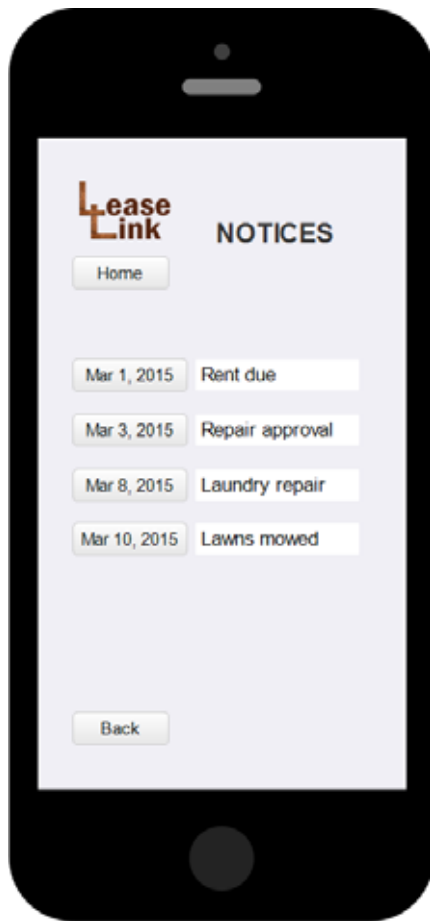 Lease
Link
NOTICES
Home
Mar 1, 2015 Rent due
Mar 3, 2015 Repair approval
Mar 8, 2015 Laundry repair
Mar 10, 2015 Lawns mowed
Back